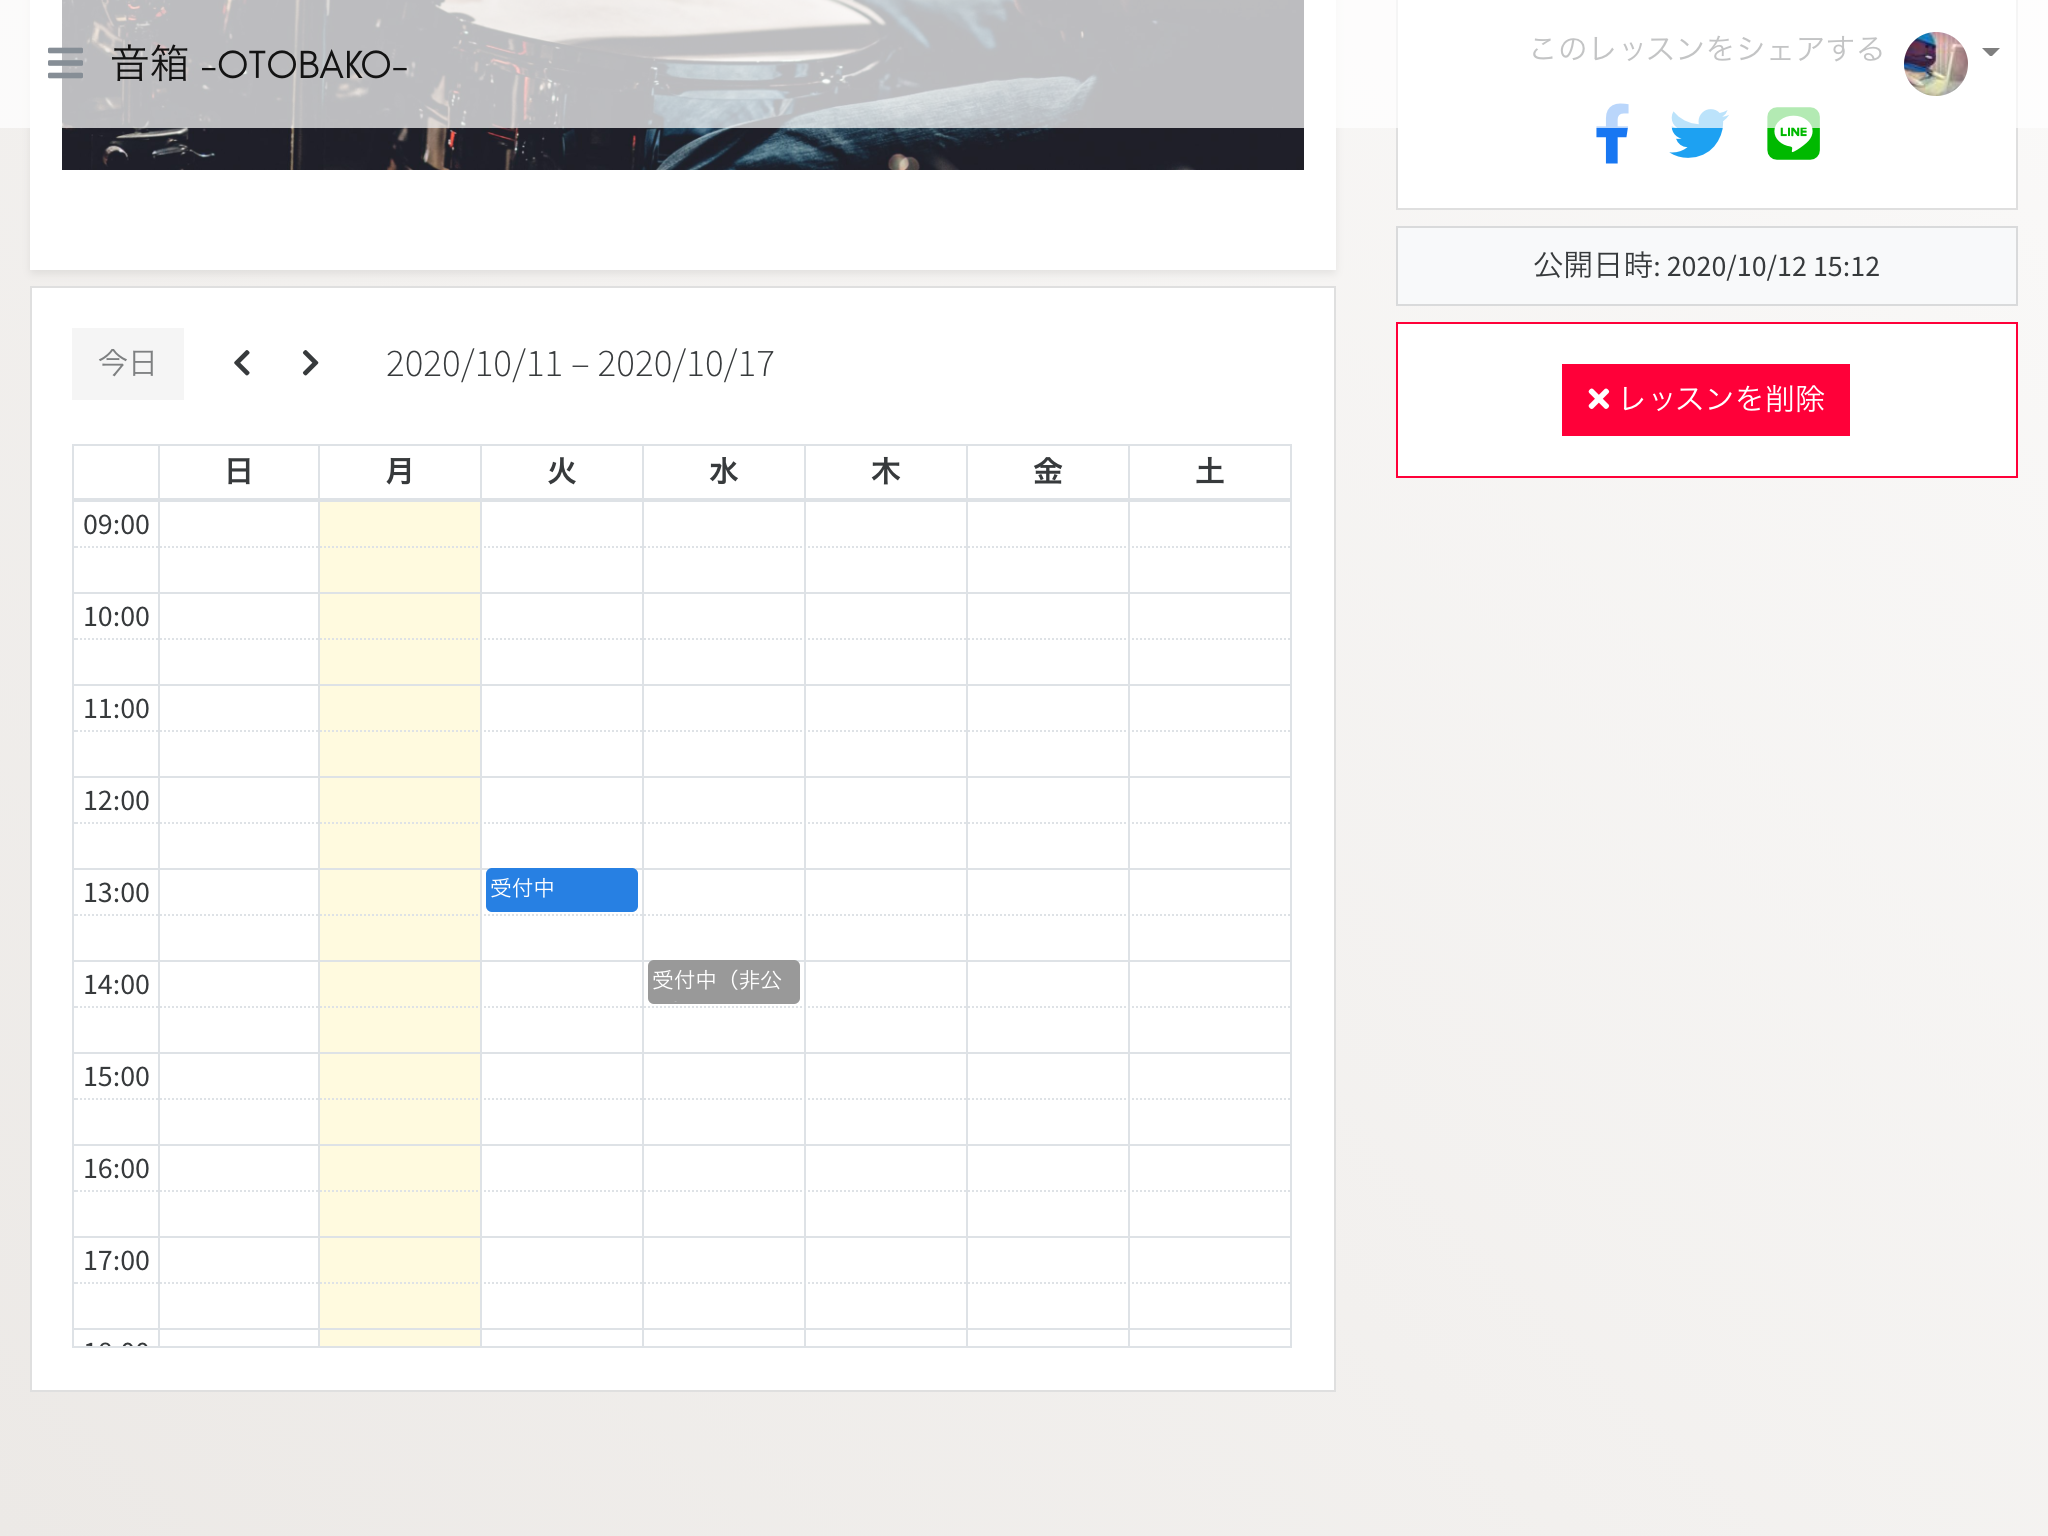 音箱 -OTOBAKO-
このレッスンをシェアする
LINE
公開日時: 2020/10/12 15:12
× レッスンを削除
今日
2020/10/11 – 2020/10/17
日 月 火 水 木 金 土
09:00
10:00
11:00
12:00
13:00 受付中
14:00 受付中（非公
15:00
16:00
17:00